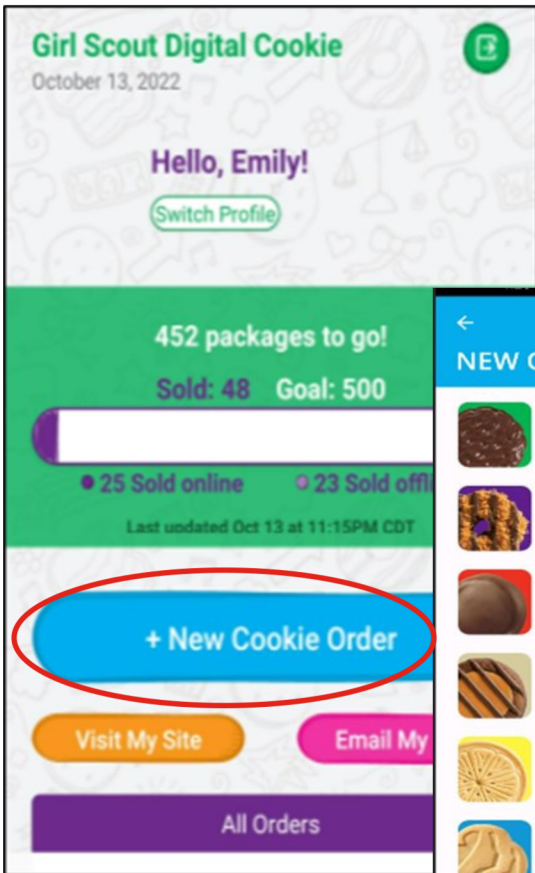 Girl Scout Digital Cookie
October 13, 2022
Hello, Emily!
Switch Profile
452 packages to go!
Sold: 48 Goal: 500
25 Sold online 23 Sold offli
Last updated Oct 13 at 11:15PM CDT
+ New Cookie Order
Visit My Site Email My
All Orders
NEW